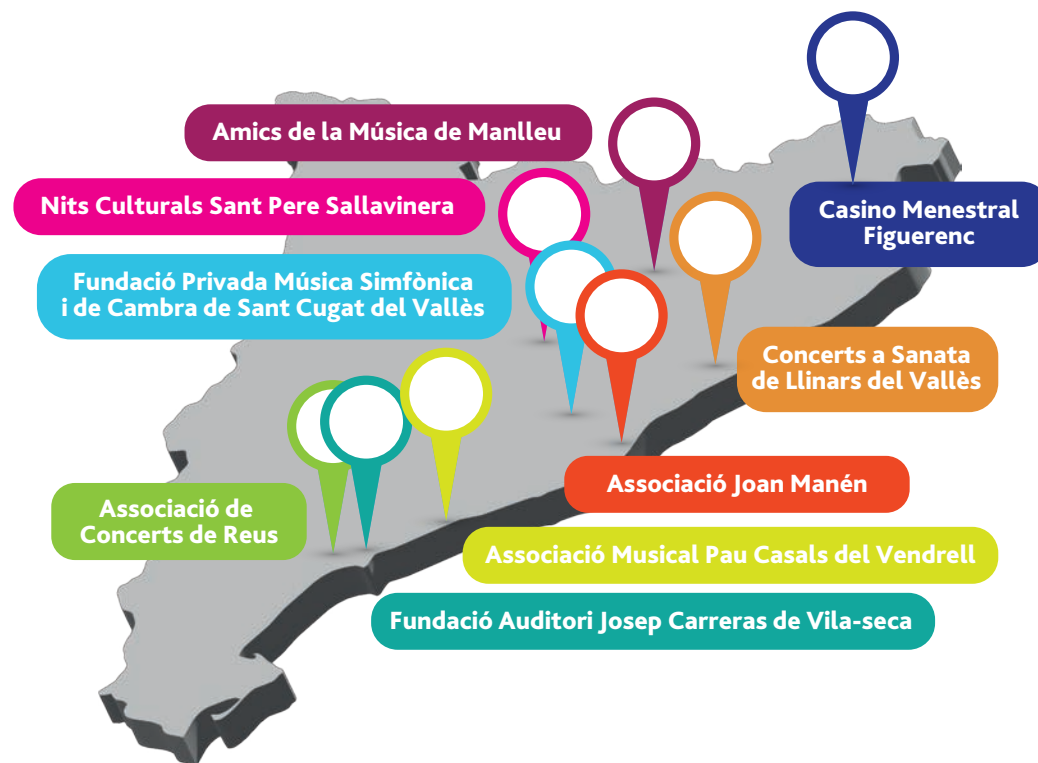 Amics de la Música de Manlleu
Nits Culturals Sant Pere Sallavinera
Casino Menestral
Figuerenc
Fundació Privada Música Simfònica
i de Cambra de Sant Cugat del Vallès
Concerts a Sanata
de Llinars del Vallès
Associació Joan Manén
Associació de
Concerts de Reus
Associació Musical Pau Casals del Vendrell
Fundació Auditori Josep Carreras de Vila-seca